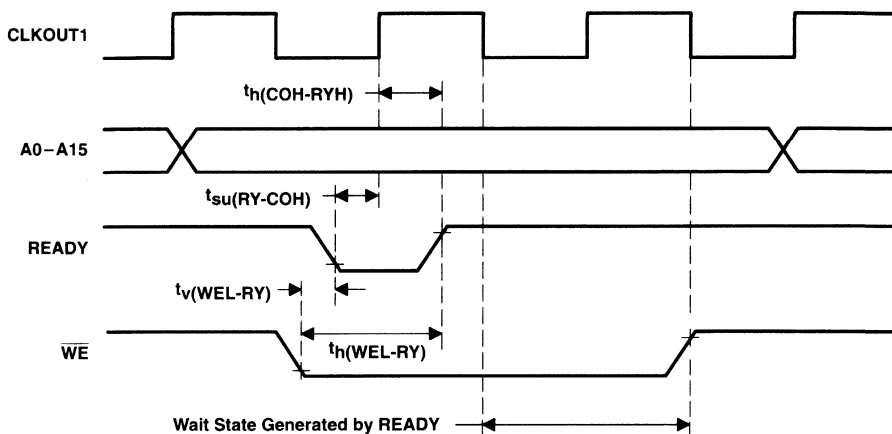 CLKOUT1
th(COH-RYH)
A0–A15
tsu(RY-COH)
READY
tv(WEL-RY)
th(WEL-RY)
WE
Wait State Generated by READY